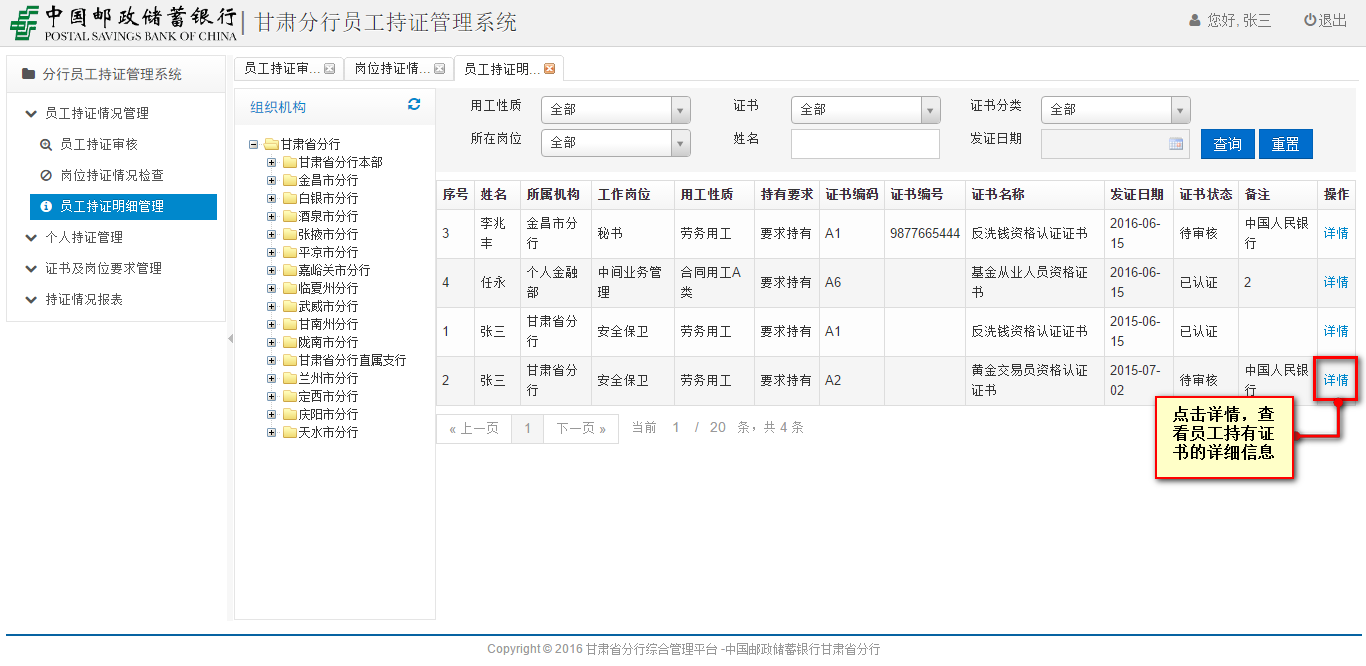 中国邮政储蓄银行
POSTAL SAVINGS BANK OF CHINA
甘肃分行员工持证管理系统
您好, 张三
退出
分行员工持证管理系统
员工持证情况管理
员工持证审核
岗位持证情况检查
员工持证明细管理
个人持证管理
证书及岗位要求管理
持证情况报表
员工持证审...
岗位持证情...
员工持证明...
组织机构
甘肃省分行
甘肃省分行本部
金昌市分行
白银市分行
酒泉市分行
张掖市分行
平凉市分行
嘉峪关市分行
临夏州分行
武威市分行
甘南州分行
陇南市分行
甘肃省分行直属支行
兰州市分行
定西市分行
庆阳市分行
天水市分行
用工性质 全部 证书 全部 证书分类 全部
所在岗位 全部 姓名 发证日期 查询 重置
序号 姓名 所属机构 工作岗位 用工性质 持有要求 证书编码 证书编号 证书名称 发证日期 证书状态 备注 操作
3 李兆丰 金昌市分行 秘书 劳务用工 要求持有 A1 9877665444 反洗钱资格认证证书 2016-06-15 待审核 中国人民银行 详情
4 任永 个人金融部 中间业务管理 合同用工A类 要求持有 A6 基金从业人员资格证书 2016-06-15 已认证 2 详情
1 张三 甘肃省分行 安全保卫 劳务用工 要求持有 A1 反洗钱资格认证证书 2015-06-15 已认证 详情
2 张三 甘肃省分行 安全保卫 劳务用工 要求持有 A2 黄金交易员资格认证证书 2015-07-02 待审核 中国人民银行 详情
« 上一页 1 下一页 » 当前 1 / 20 条，共 4 条
点击详情，查
看员工持有证
书的详细信息
Copyright © 2016 甘肃省分行综合管理平台 -中国邮政储蓄银行甘肃省分行